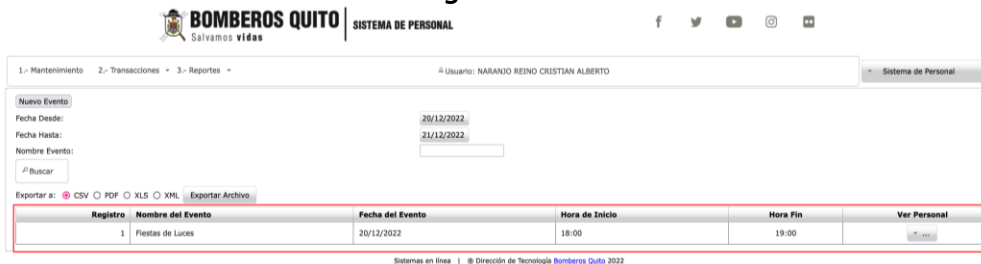 BOMBEROS QUITO
Salvamos vidas
SISTEMA DE PERSONAL
1.- Mantenimiento 2.- Transacciones 3.- Reportes
Usuario: NARANJO REINO CRISTIAN ALBERTO
Sistema de Personal
Nuevo Evento
Fecha Desde: 20/12/2022
Fecha Hasta: 21/12/2022
Nombre Evento:
Buscar
Exportar a: CSV PDF XLS XML Exportar Archivo
Registro Nombre del Evento Fecha del Evento Hora de Inicio Hora Fin Ver Personal
1 Fiestas de Luces 20/12/2022 18:00 19:00 ...
Sistemas en línea | ® Dirección de Tecnología Bomberos Quito 2022